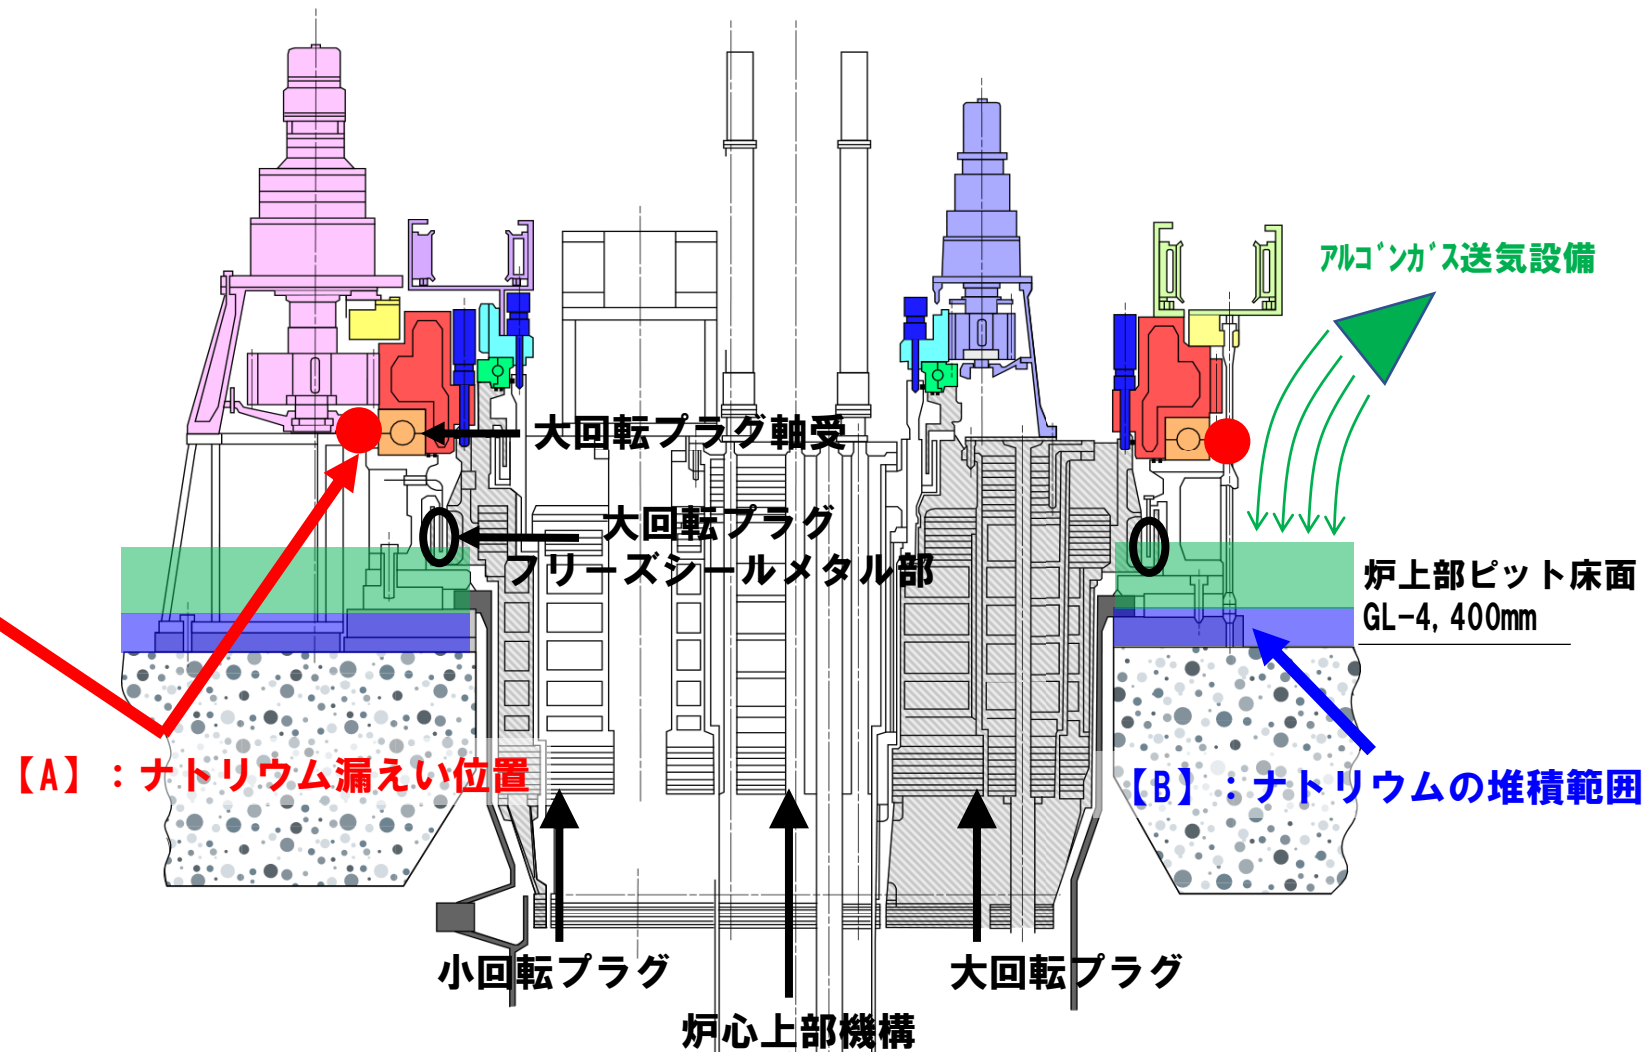 アルゴンガス送気設備
大回転プラグ軸受
大回転プラグ
フリーズシールメタル部
炉上部ピット床面
GL-4,400mm
【A】：ナトリウム漏えい位置
【B】：ナトリウムの堆積範囲
小回転プラグ
大回転プラグ
炉心上部機構